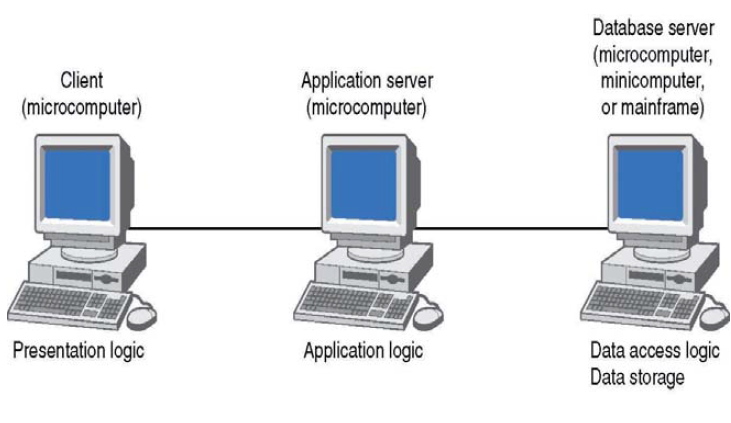 Client
(microcomputer)
Application server
(microcomputer)
Database server
(microcomputer,
minicomputer,
or mainframe)
Presentation logic
Application logic
Data access logic
Data storage